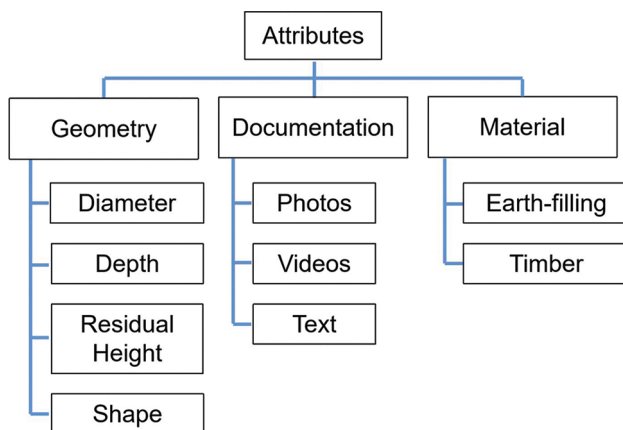 Attributes
Geometry
Documentation
Material
Diameter
Depth
Residual
Height
Shape
Photos
Videos
Text
Earth-filling
Timber